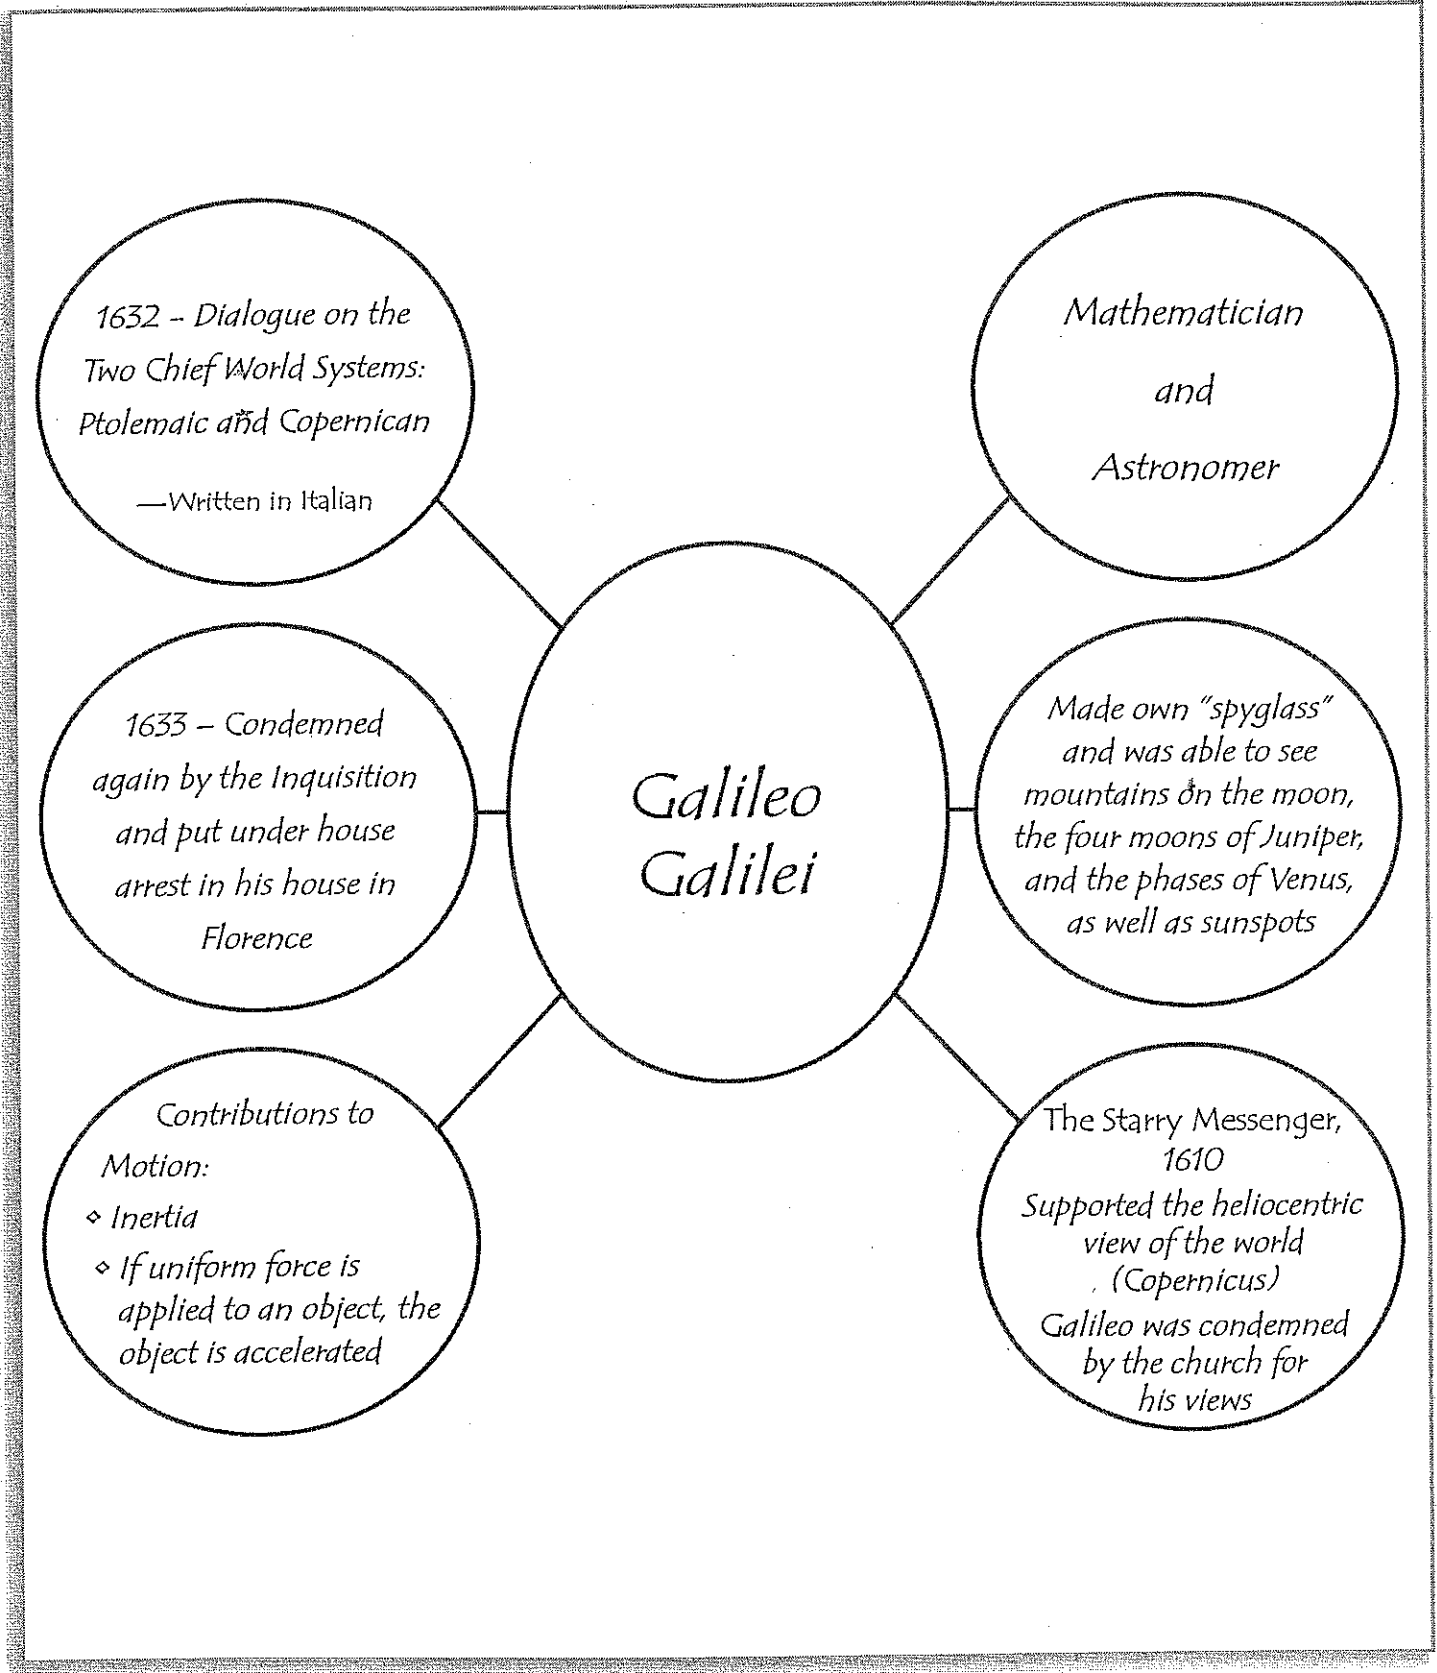 1632 – Dialogue on the
Two Chief World Systems:
Ptolemaic and Copernican
—Written in Italian
Mathematician
and
Astronomer
1633 – Condemned
again by the Inquisition
and put under house
arrest in his house in
Florence
Galileo
Galilei
Made own "spyglass"
and was able to see
mountains on the moon,
the four moons of Juniper,
and the phases of Venus,
as well as sunspots
Contributions to
Motion:
⋄ Inertia
⋄ If uniform force is
applied to an object, the
object is accelerated
The Starry Messenger,
1610
Supported the heliocentric
view of the world
(Copernicus)
Galileo was condemned
by the church for
his views